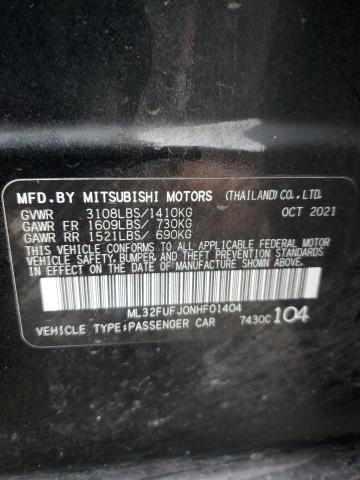 MFD.BY MITSUBISHI MOTORS (THAILAND) CO.,LTD.
GVWR 3108LBS/1410KG OCT 2021
GAWR FR 1609LBS/ 730KG
GAWR RR 1521LBS/ 690KG
THIS VEHICLE CONFORMS TO ALL APPLICABLE FEDERAL MOTOR
VEHICLE SAFETY, BUMPER, AND THEFT PREVENTION STANDARDS IN
EFFECT ON THE DATE OF MANUFACTURE SHOWN ABOVE.
ML32FUFJ0NHF01404
VEHICLE TYPE:PASSENGER CAR 7430C 104